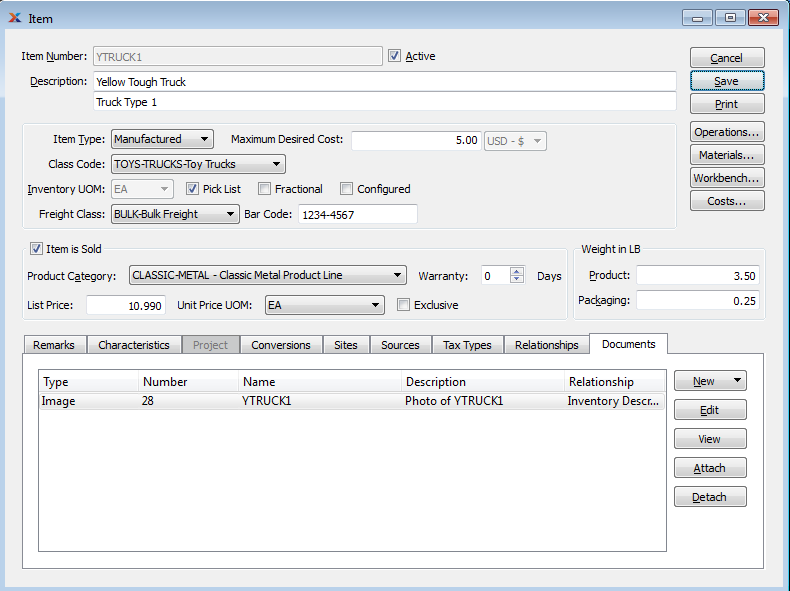 Item
Item Number: YTRUCK1 Active Cancel
Description: Yellow Tough Truck Save
Truck Type 1 Print
Item Type: Manufactured Maximum Desired Cost: 5.00 USD - $ Operations...
Class Code: TOYS-TRUCKS-Toy Trucks Materials...
Inventory UOM: EA Pick List Fractional Configured Workbench...
Freight Class: BULK-Bulk Freight Bar Code: 1234-4567 Costs...
Item is Sold Weight in LB
Product Category: CLASSIC-METAL - Classic Metal Product Line Warranty: 0 Days Product: 3.50
List Price: 10.990 Unit Price UOM: EA Exclusive Packaging: 0.25
Remarks Characteristics Project Conversions Sites Sources Tax Types Relationships Documents
Type Number Name Description Relationship New
Image 28 YTRUCK1 Photo of YTRUCK1 Inventory Descr... Edit
View
Attach
Detach